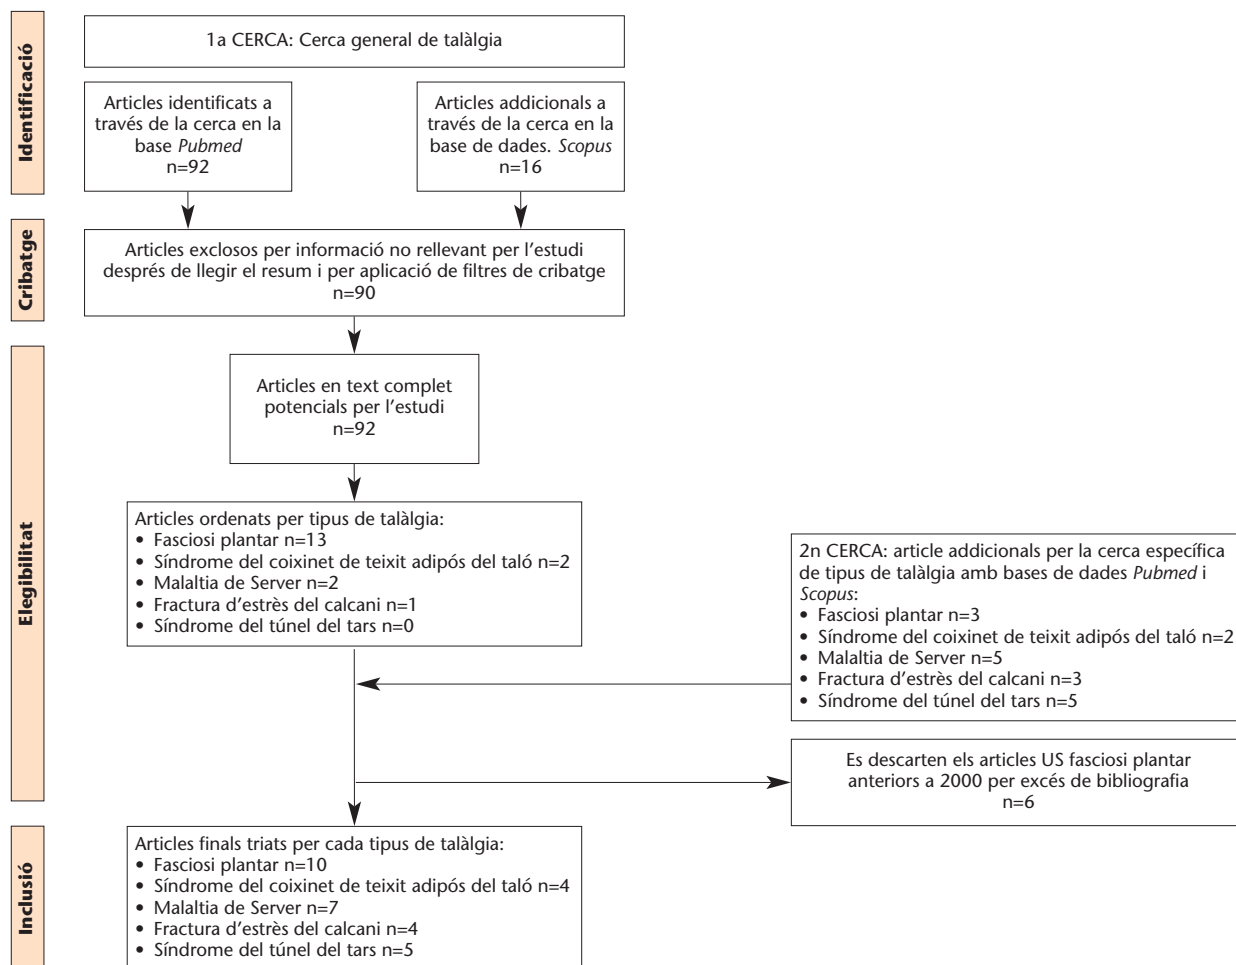 Identificació
1a CERCA: Cerca general de talàlgia
Articles identificats a
través de la cerca en la
base Pubmed
n=92
Articles addicionals a
través de la cerca en la
base de dades. Scopus
n=16
Cribatge
Articles exclosos per informació no rellevant per l'estudi
després de llegir el resum i per aplicació de filtres de cribatge
n=90
Elegibilitat
Articles en text complet
potencials per l'estudi
n=92
Articles ordenats per tipus de talàlgia:
• Fasciosi plantar n=13
• Síndrome del coixinet de teixit adipós del taló n=2
• Malaltia de Server n=2
• Fractura d'estrès del calcani n=1
• Síndrome del túnel del tars n=0
2n CERCA: article addicionals per la cerca específica
de tipus de talàlgia amb bases de dades Pubmed i
Scopus:
• Fasciosi plantar n=3
• Síndrome del coixinet de teixit adipós del taló n=2
• Malaltia de Server n=5
• Fractura d'estrès del calcani n=3
• Síndrome del túnel del tars n=5
Es descarten els articles US fasciosi plantar
anteriors a 2000 per excés de bibliografia
n=6
Inclusió
Articles finals triats per cada tipus de talàlgia:
• Fasciosi plantar n=10
• Síndrome del coixinet de teixit adipós del taló n=4
• Malaltia de Server n=7
• Fractura d'estrès del calcani n=4
• Síndrome del túnel del tars n=5